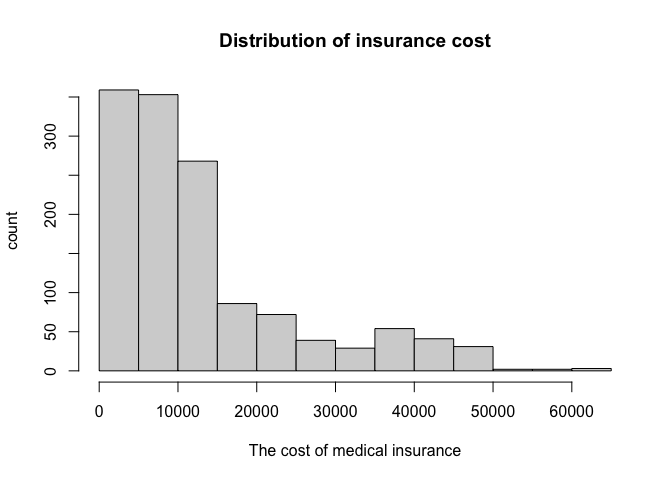 Distribution of insurance cost
count
300
200
100
50
0
0 10000 20000 30000 40000 50000 60000
The cost of medical insurance